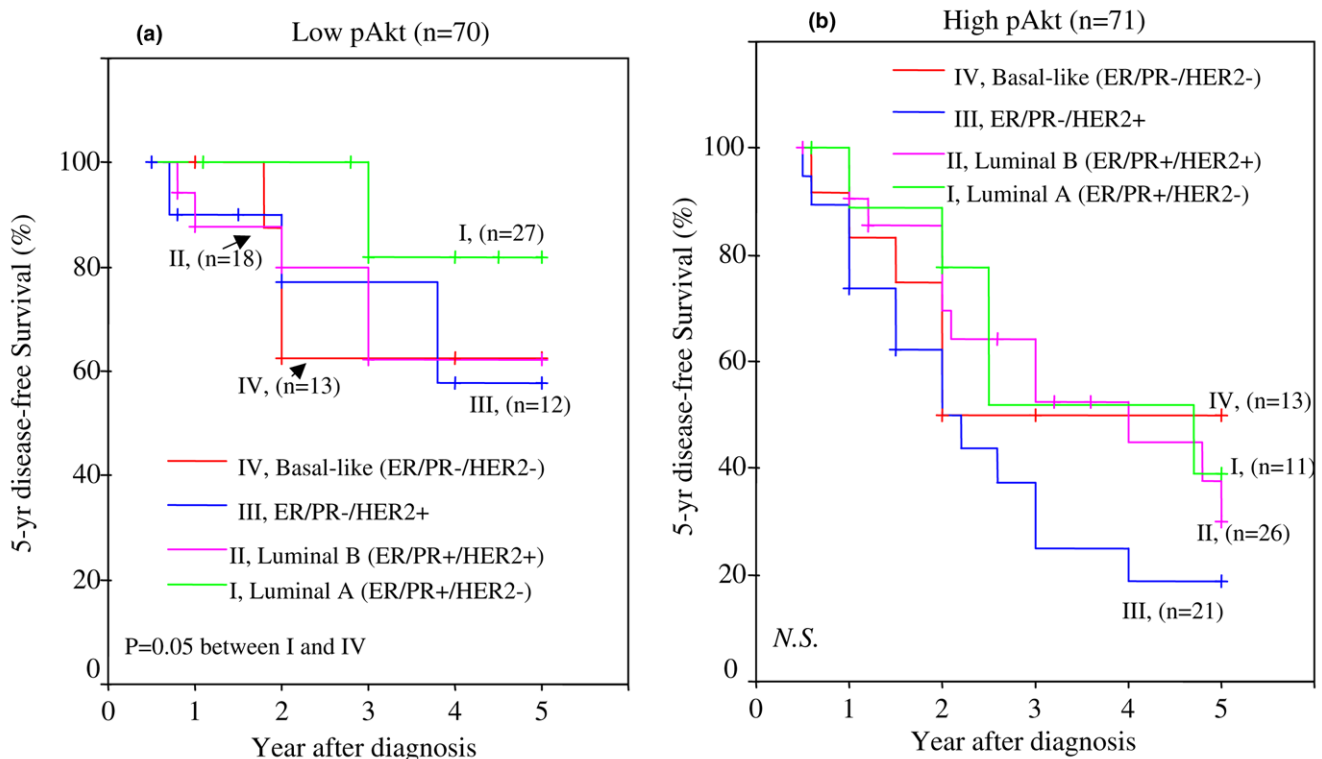 (a)
Low pAkt (n=70)
5-yr disease-free Survival (%)
100
80
60
40
20
0
I, (n=27)
II, (n=18)
IV, (n=13)
III, (n=12)
IV, Basal-like (ER/PR-/HER2-)
III, ER/PR-/HER2+
II, Luminal B (ER/PR+/HER2+)
I, Luminal A (ER/PR+/HER2-)
P=0.05 between I and IV
0 1 2 3 4 5
Year after diagnosis
(b)
High pAkt (n=71)
IV, Basal-like (ER/PR-/HER2-)
III, ER/PR-/HER2+
II, Luminal B (ER/PR+/HER2+)
I, Luminal A (ER/PR+/HER2-)
5-yr disease-free Survival (%)
100
80
60
40
20
0
IV, (n=13)
I, (n=11)
II, (n=26)
III, (n=21)
N.S.
0 1 2 3 4 5
Year after diagnosis